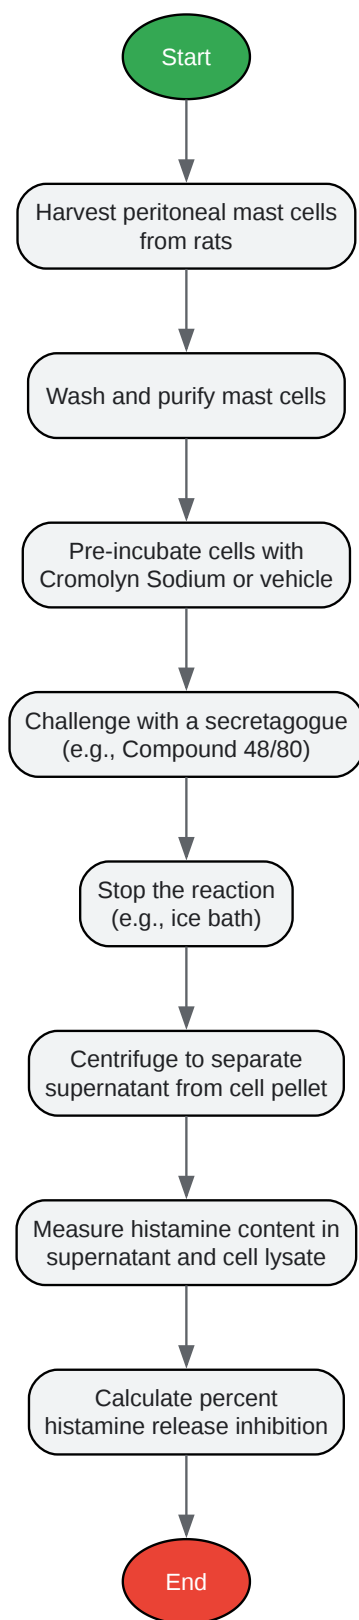 Start
Harvest peritoneal mast cells
from rats
Wash and purify mast cells
Pre-incubate cells with
Cromolyn Sodium or vehicle
Challenge with a secretagogue
(e.g., Compound 48/80)
Stop the reaction
(e.g., ice bath)
Centrifuge to separate
supernatant from cell pellet
Measure histamine content in
supernatant and cell lysate
Calculate percent
histamine release inhibition
End